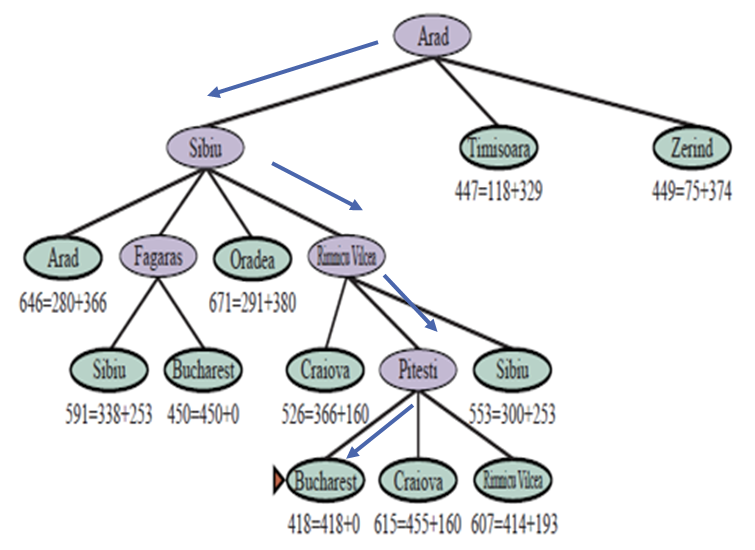 Arad
Sibiu Timisoara Zerind
447=118+329 449=75+374
Arad Fagaras Oradea Rimnicu Vilcea
646=280+366 671=291+380
Sibiu Bucharest Craiova Pitesti Sibiu
591=338+253 450=450+0 526=366+160 553=300+253
Bucharest Craiova Rimnicu Vilcea
418=418+0 615=455+160 607=414+193